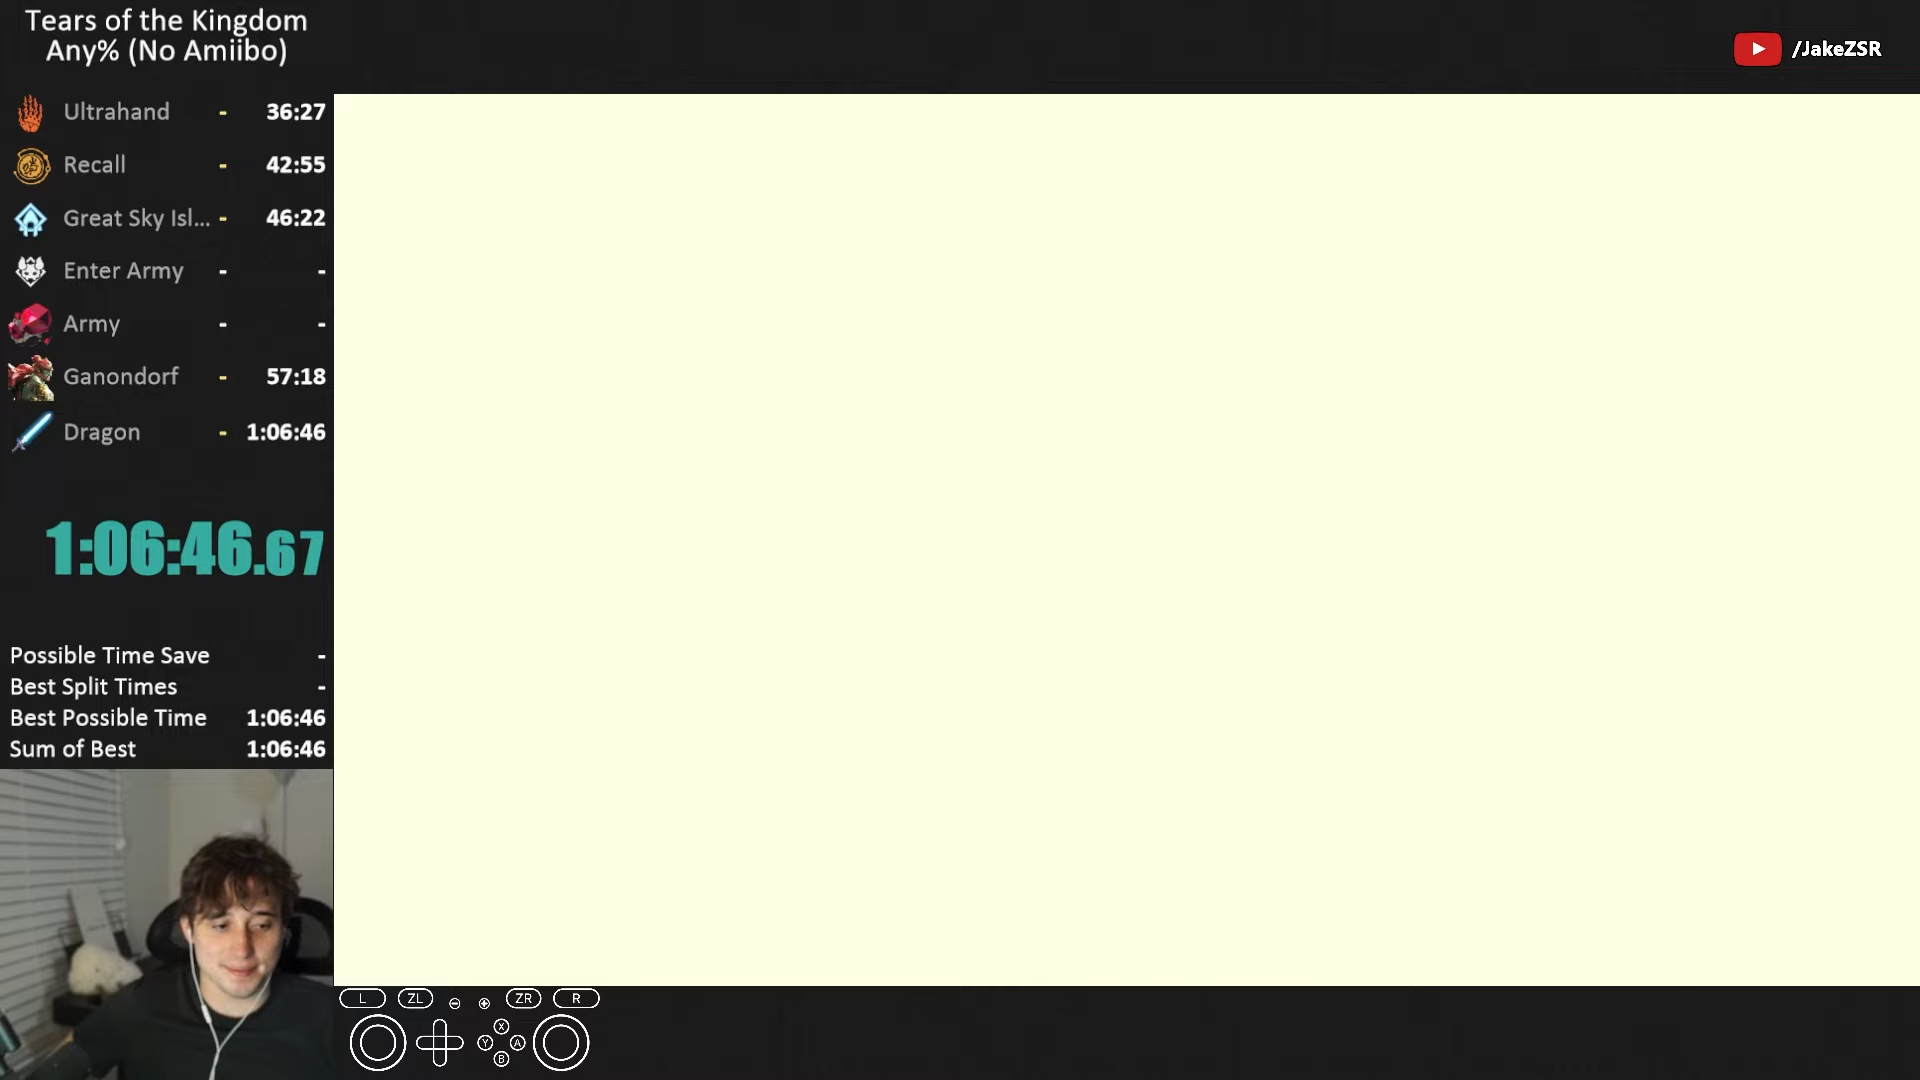 Tears of the Kingdom
Any% (No Amiibo)
/JakeZSR
Ultrahand - 36:27
Recall - 42:55
Great Sky Isl... - 46:22
Enter Army - -
Army - -
Ganondorf - 57:18
Dragon - 1:06:46
1:06:46.67
Possible Time Save -
Best Split Times -
Best Possible Time 1:06:46
Sum of Best 1:06:46
L ZL ZR R
X
Y A
B